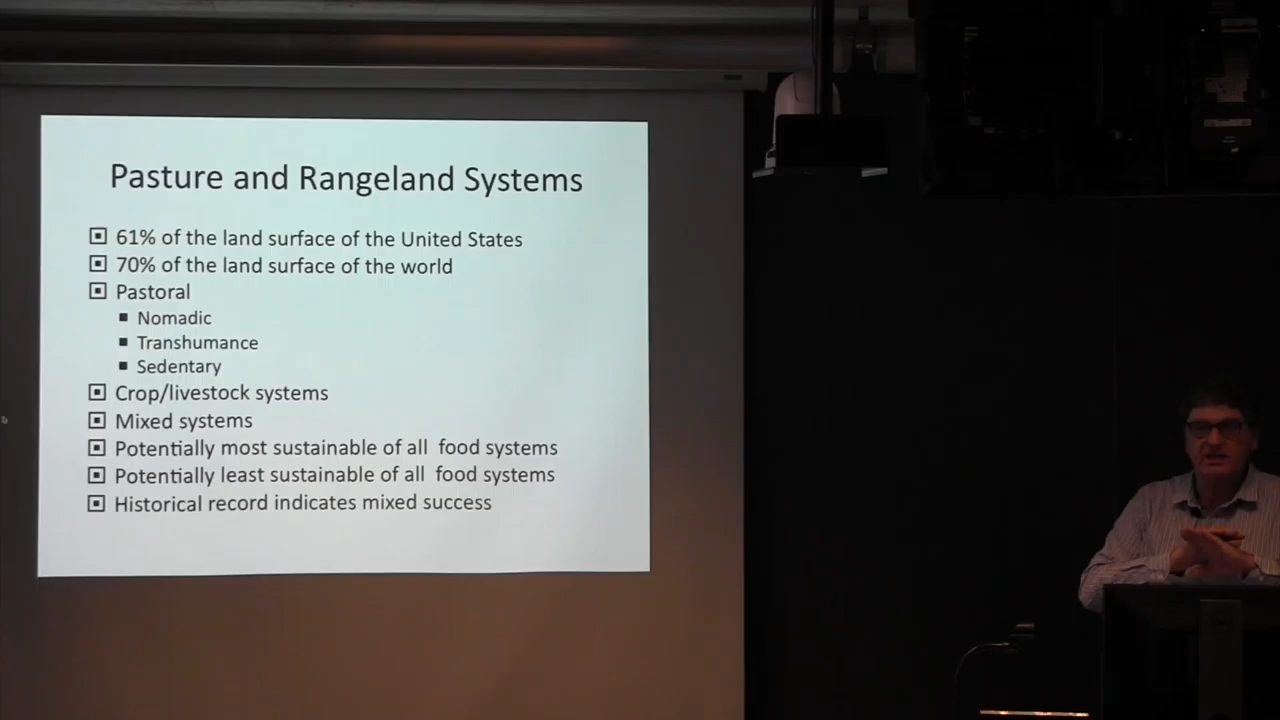 Pasture and Rangeland Systems
61% of the land surface of the United States
70% of the land surface of the world
Pastoral
Nomadic
Transhumance
Sedentary
Crop/livestock systems
Mixed systems
Potentially most sustainable of all food systems
Potentially least sustainable of all food systems
Historical record indicates mixed success